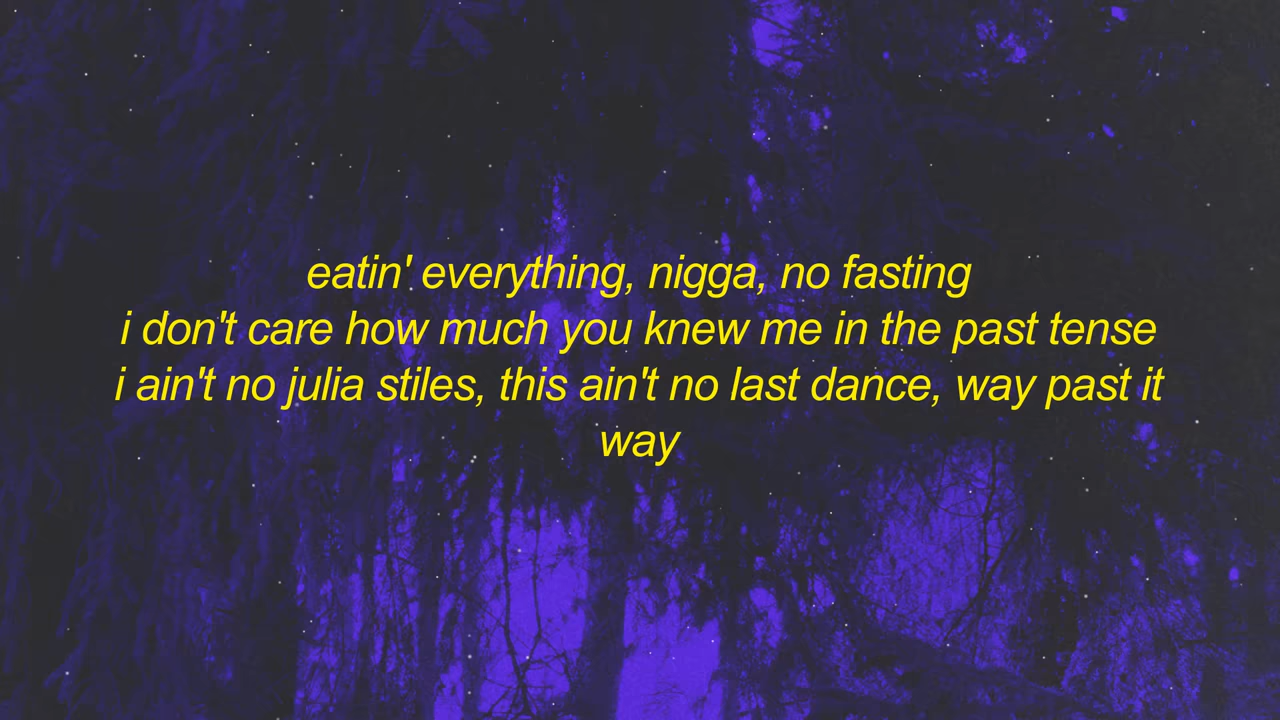 eatin' everything, nigga, no fasting
i don't care how much you knew me in the past tense
i ain't no julia stiles, this ain't no last dance, way past it
way